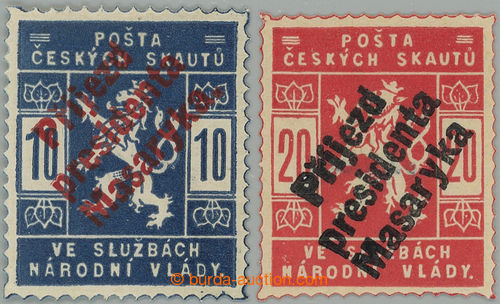 POŠTA
ČESKÝCH SKAUTŮ
10 10
Příjezd
presidenta
Masaryka.
VE SLUŽBÁCH
NÁRODNÍ VLÁDY.
POŠTA
ČESKÝCH SKAUTŮ
20 20
Příjezd
Presidenta
Masaryka
VE SLUŽBÁCH
NÁRODNÍ VLÁDY.
burda-auction.com